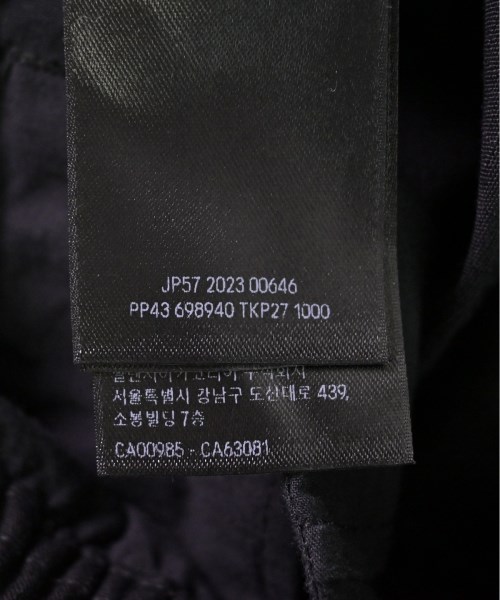 JP57 2023 00646
PP43 698940 TKP27 1000
서울특별시 강남구 도산대로 439,
소봉빌딩 7층
CA00985 - CA63081